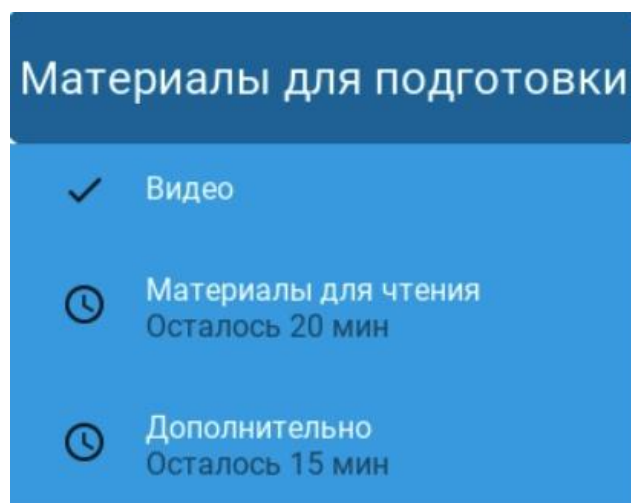 Материалы для подготовки
Видео
Материалы для чтения
Осталось 20 мин
Дополнительно
Осталось 15 мин